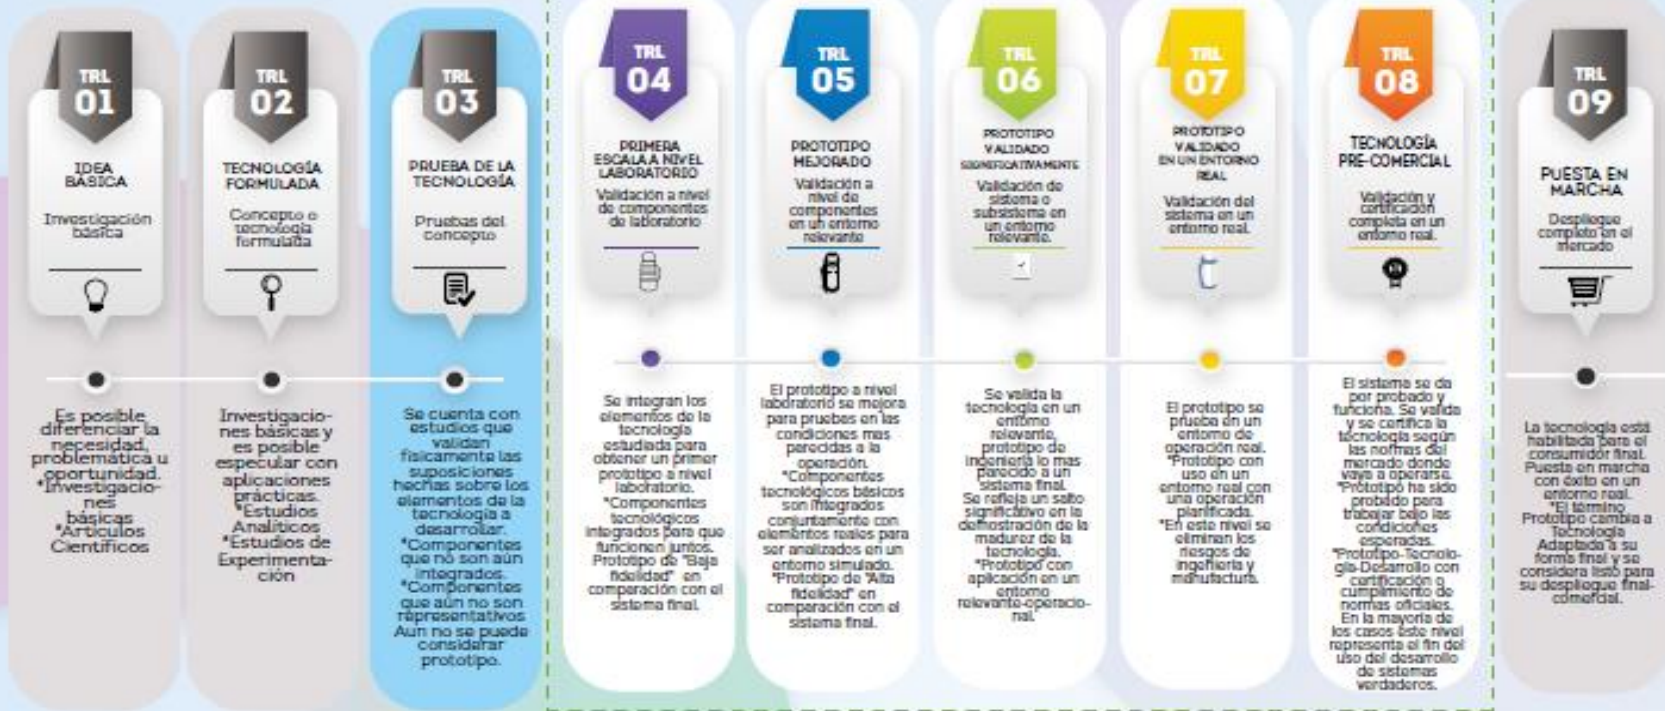 TRL
01
IDEA
BÁSICA
Investigación
básica
Es posible
diferenciar la
necesidad,
problemática u
oportunidad.
*Investigacio-
nes
básicas
*Artículos
Científicos
TRL
02
TECNOLOGÍA
FORMULADA
Concepto o
tecnología
formulada
Investigacio-
nes básicas y
es posible
especular con
aplicaciones
prácticas.
*Estudios
Analíticos
*Estudios de
Experimenta-
ción
TRL
03
PRUEBA DE LA
TECNOLOGÍA
Pruebas del
concepto
Se cuenta con
estudios que
validan
físicamente las
suposiciones
hechas sobre los
elementos de la
tecnología a
desarrollar.
*Componentes
que no son aún
integrados.
*Componentes
que aún no son
representativos
Aun no se puede
considerar
prototipo.
TRL
04
PRIMERA
ESCALA A NIVEL
LABORATORIO
Validación a nivel
de componentes
de laboratorio
Se integran los
elementos de la
tecnología
estudiada para
obtener un primer
prototipo a nivel
laboratorio.
*Componentes
tecnológicos
integrados para que
funcionen juntos.
Prototipo de "Baja
fidelidad" en
comparación con el
sistema final.
TRL
05
PROTOTIPO
MEJORADO
Validación a
nivel de
componentes
en un entorno
relevante
El prototipo a nivel
laboratorio se mejora
para pruebas en las
condiciones mas
parecidas a la
operación.
*Componentes
tecnológicos básicos
son integrados
conjuntamente con
elementos reales para
ser analizados en un
entorno simulado.
*Prototipo de "Alta
fidelidad" en
comparación con el
sistema final.
TRL
06
PROTOTIPO
VALIDADO
SIGNIFICATIVAMENTE
Validación de
sistema o
subsistema en
un entorno
relevante.
Se valida la
tecnología en un
entorno
relevante,
prototipo de
ingeniería lo mas
parecido a un
sistema final.
Se refleja un salto
significativo en la
demostración de la
madurez de la
tecnología.
*Prototipo con
aplicación en un
entorno
relevante-operacio-
nal.
TRL
07
PROTOTIPO
VALIDADO
EN UN ENTORNO
REAL
Validación del
sistema en un
entorno real.
El prototipo se
prueba en un
entorno de
operación real.
*Prototipo con
uso en un
entorno real con
una operación
planificada.
*En este nivel se
eliminan los
riesgos de
ingeniería y
manufactura.
TRL
08
TECNOLOGÍA
PRE-COMERCIAL
Validación y
certificación
completa en un
entorno real.
El sistema se da
por probado y
funciona. Se valida
y se certifica la
tecnología según
las normas del
mercado donde
vaya a operarse.
*Prototipo ha sido
probado para
trabajar bajo las
condiciones
esperadas.
*Prototipo-Tecnolo-
gía-Desarrollo con
certificación o
cumplimiento de
normas oficiales.
En la mayoría de
los casos éste nivel
representa el fin del
uso del desarrollo
de sistemas
verdaderos.
TRL
09
PUESTA EN
MARCHA
Despliegue
completo en el
mercado
La tecnología está
habilitada para el
consumidor final.
Puesta en marcha
con éxito en un
entorno real.
*El término
Prototipo cambia a
Tecnología
Adaptada a su
forma final y se
considera listo para
su despliegue final-
comercial.